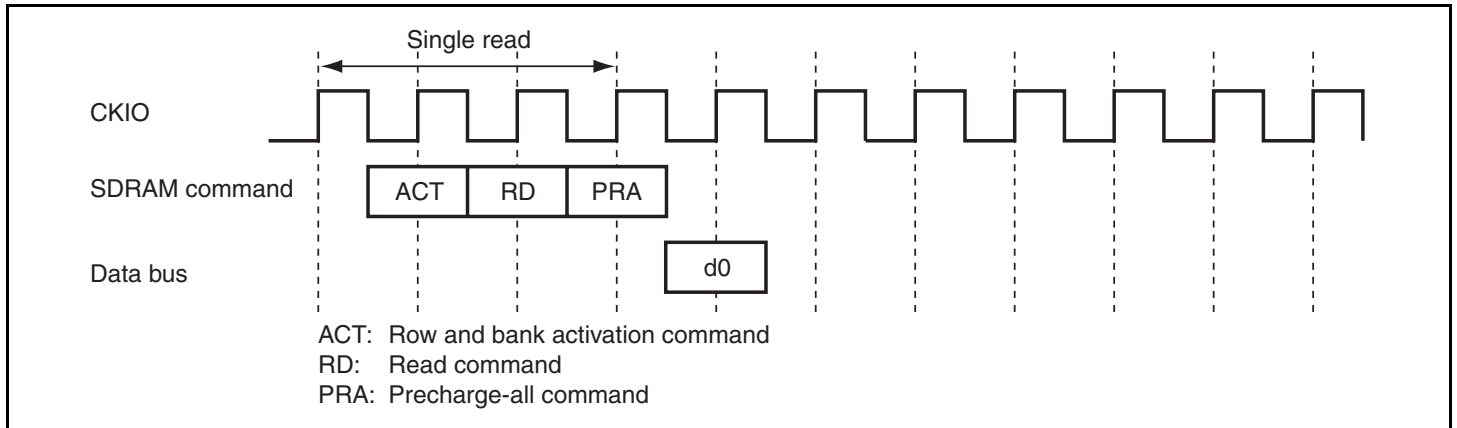 Single read
CKIO
SDRAM command ACT RD PRA
Data bus d0
ACT: Row and bank activation command
RD: Read command
PRA: Precharge-all command